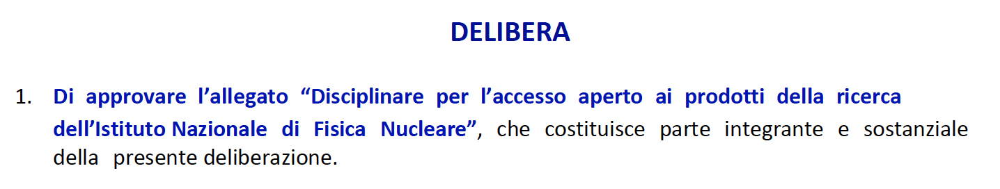 DELIBERA
1. Di approvare l’allegato “Disciplinare per l’accesso aperto ai prodotti della ricerca
dell’Istituto Nazionale di Fisica Nucleare”, che costituisce parte integrante e sostanziale
della presente deliberazione.